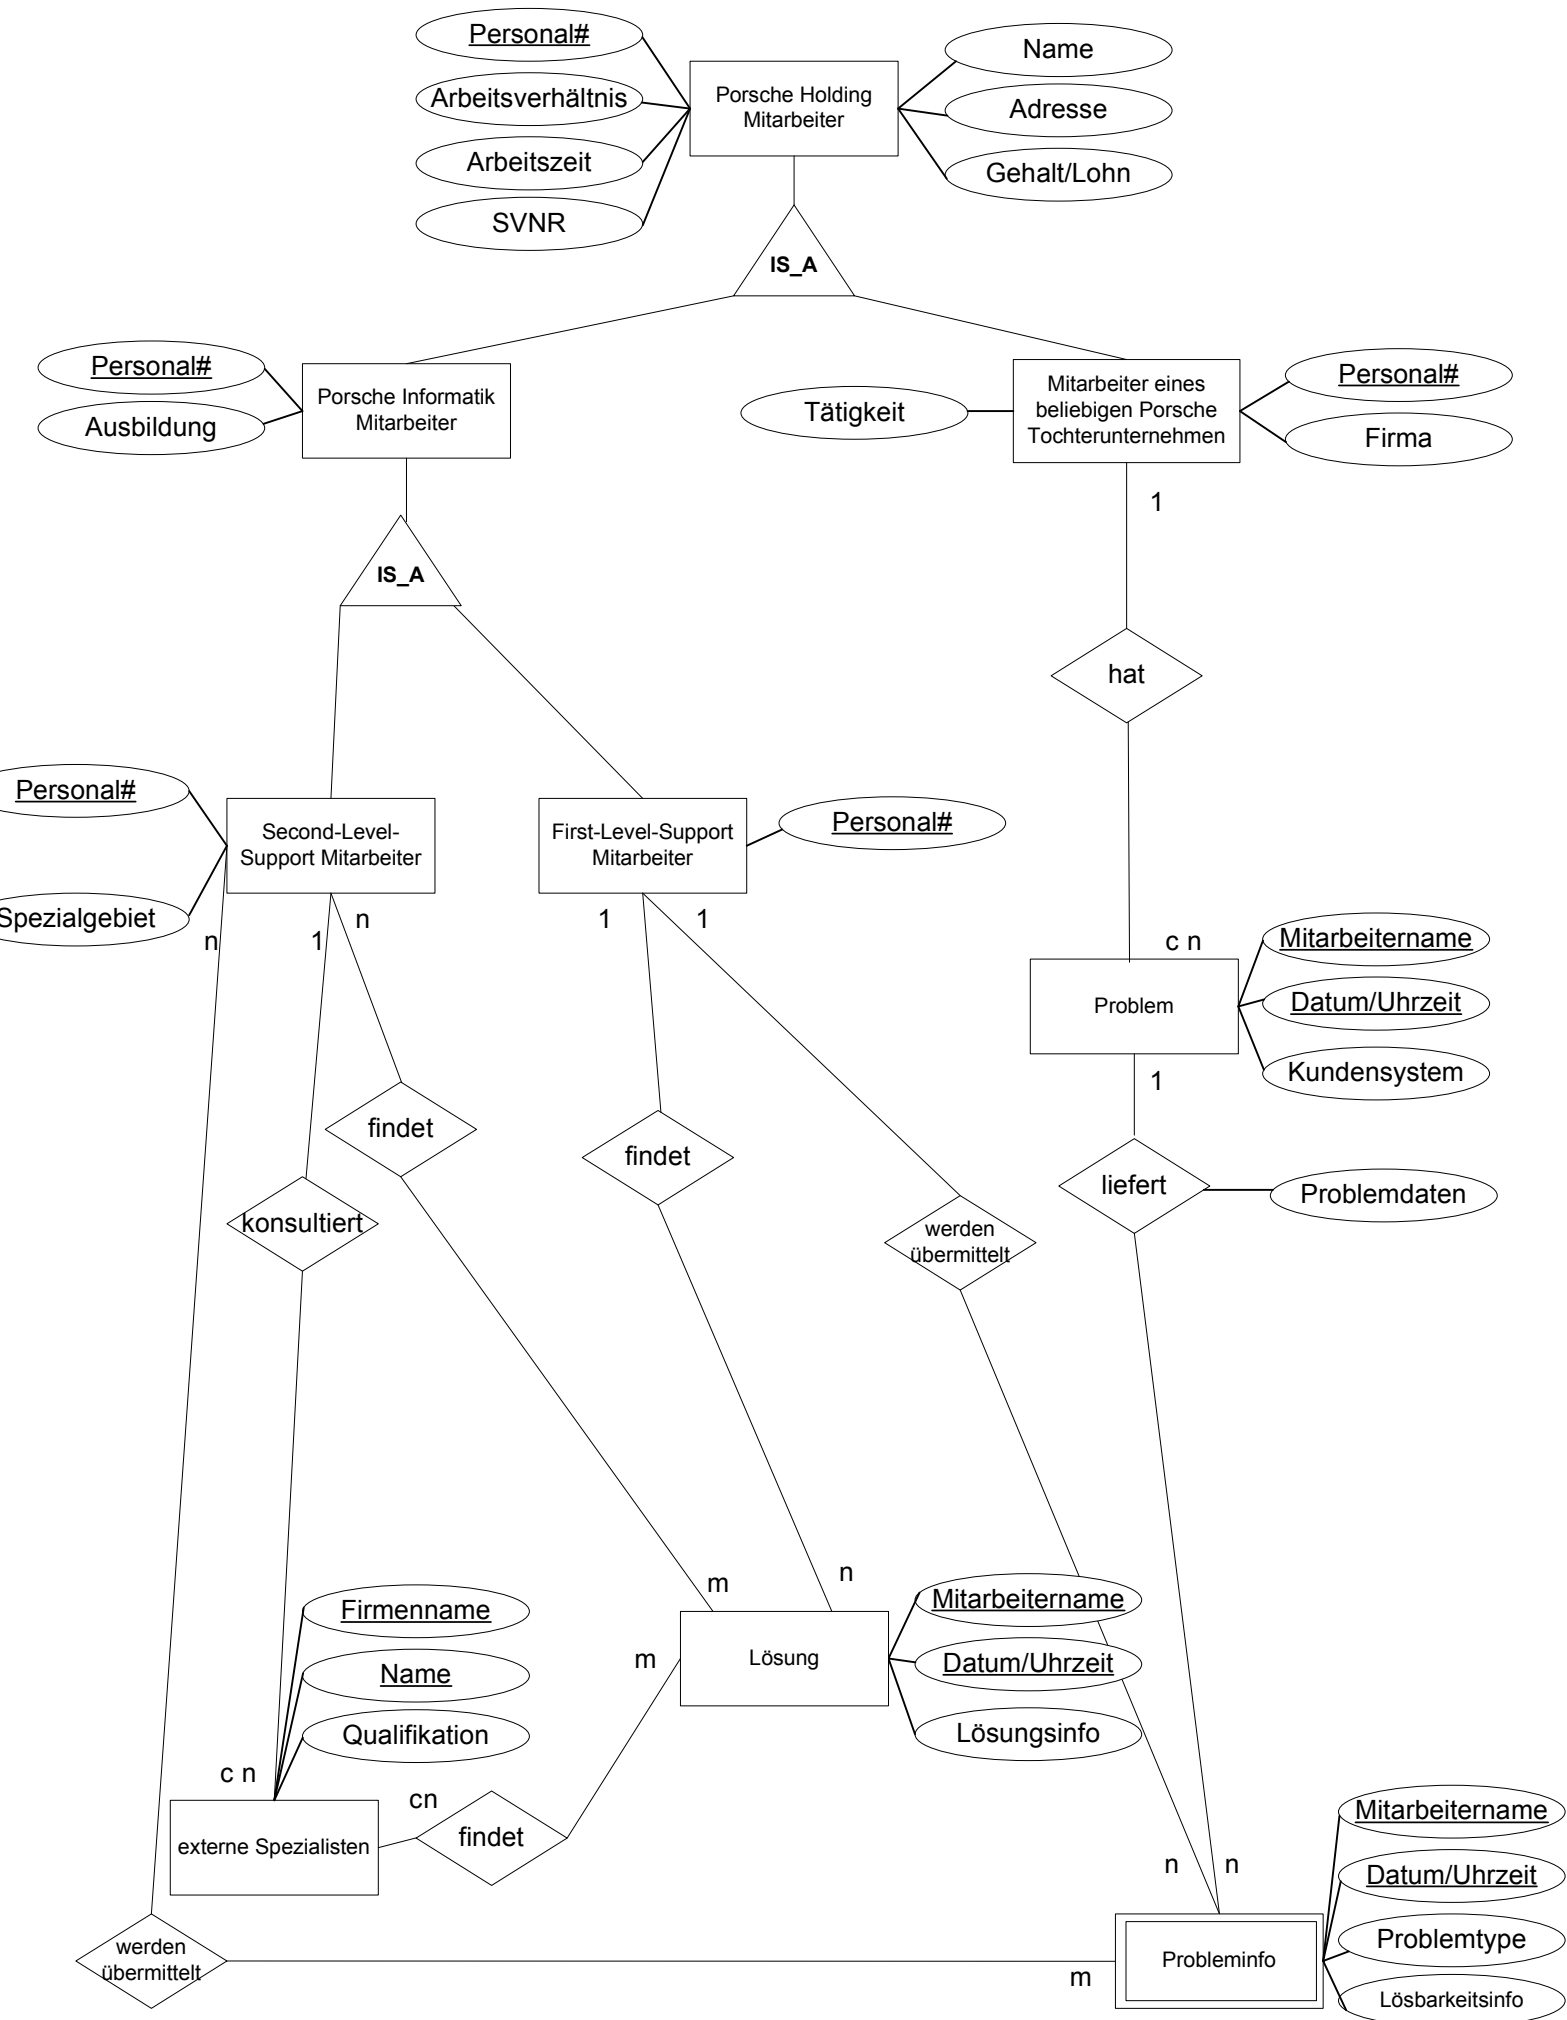 Personal#
Arbeitsverhältnis
Arbeitszeit
SVNR
Porsche Holding
Mitarbeiter
Name
Adresse
Gehalt/Lohn
IS_A
Personal#
Ausbildung
Porsche Informatik
Mitarbeiter
Tätigkeit
Mitarbeiter eines
beliebigen Porsche
Tochterunternehmen
Personal#
Firma
1
IS_A
hat
Personal#
Spezialgebiet
Second-Level-
Support Mitarbeiter
First-Level-Support
Mitarbeiter
Personal#
n
1
n
1
1
c n
Problem
Mitarbeitername
Datum/Uhrzeit
Kundensystem
1
findet
findet
konsultiert
werden
übermittelt
liefert
Problemdaten
m
n
Firmenname
Name
Qualifikation
m
Lösung
Mitarbeitername
Datum/Uhrzeit
Lösungsinfo
c n
cn
externe Spezialisten
findet
n
n
Mitarbeitername
Datum/Uhrzeit
Problemtype
Lösbarkeitsinfo
werden
übermittelt
m
Probleminfo